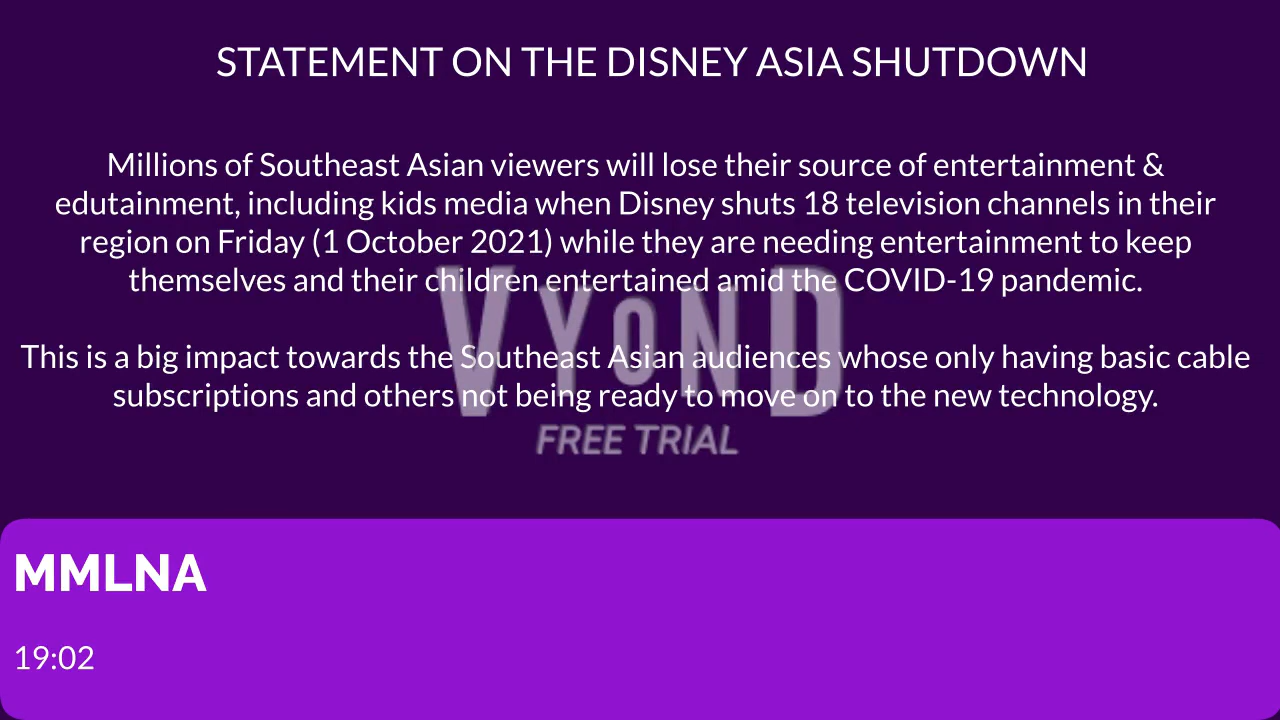 STATEMENT ON THE DISNEY ASIA SHUTDOWN
Millions of Southeast Asian viewers will lose their source of entertainment &
edutainment, including kids media when Disney shuts 18 television channels in their
region on Friday (1 October 2021) while they are needing entertainment to keep
themselves and their children entertained amid the COVID-19 pandemic.
This is a big impact towards the Southeast Asian audiences whose only having basic cable
subscriptions and others not being ready to move on to the new technology.
VYOND
FREE TRIAL
MMLNA
19:02